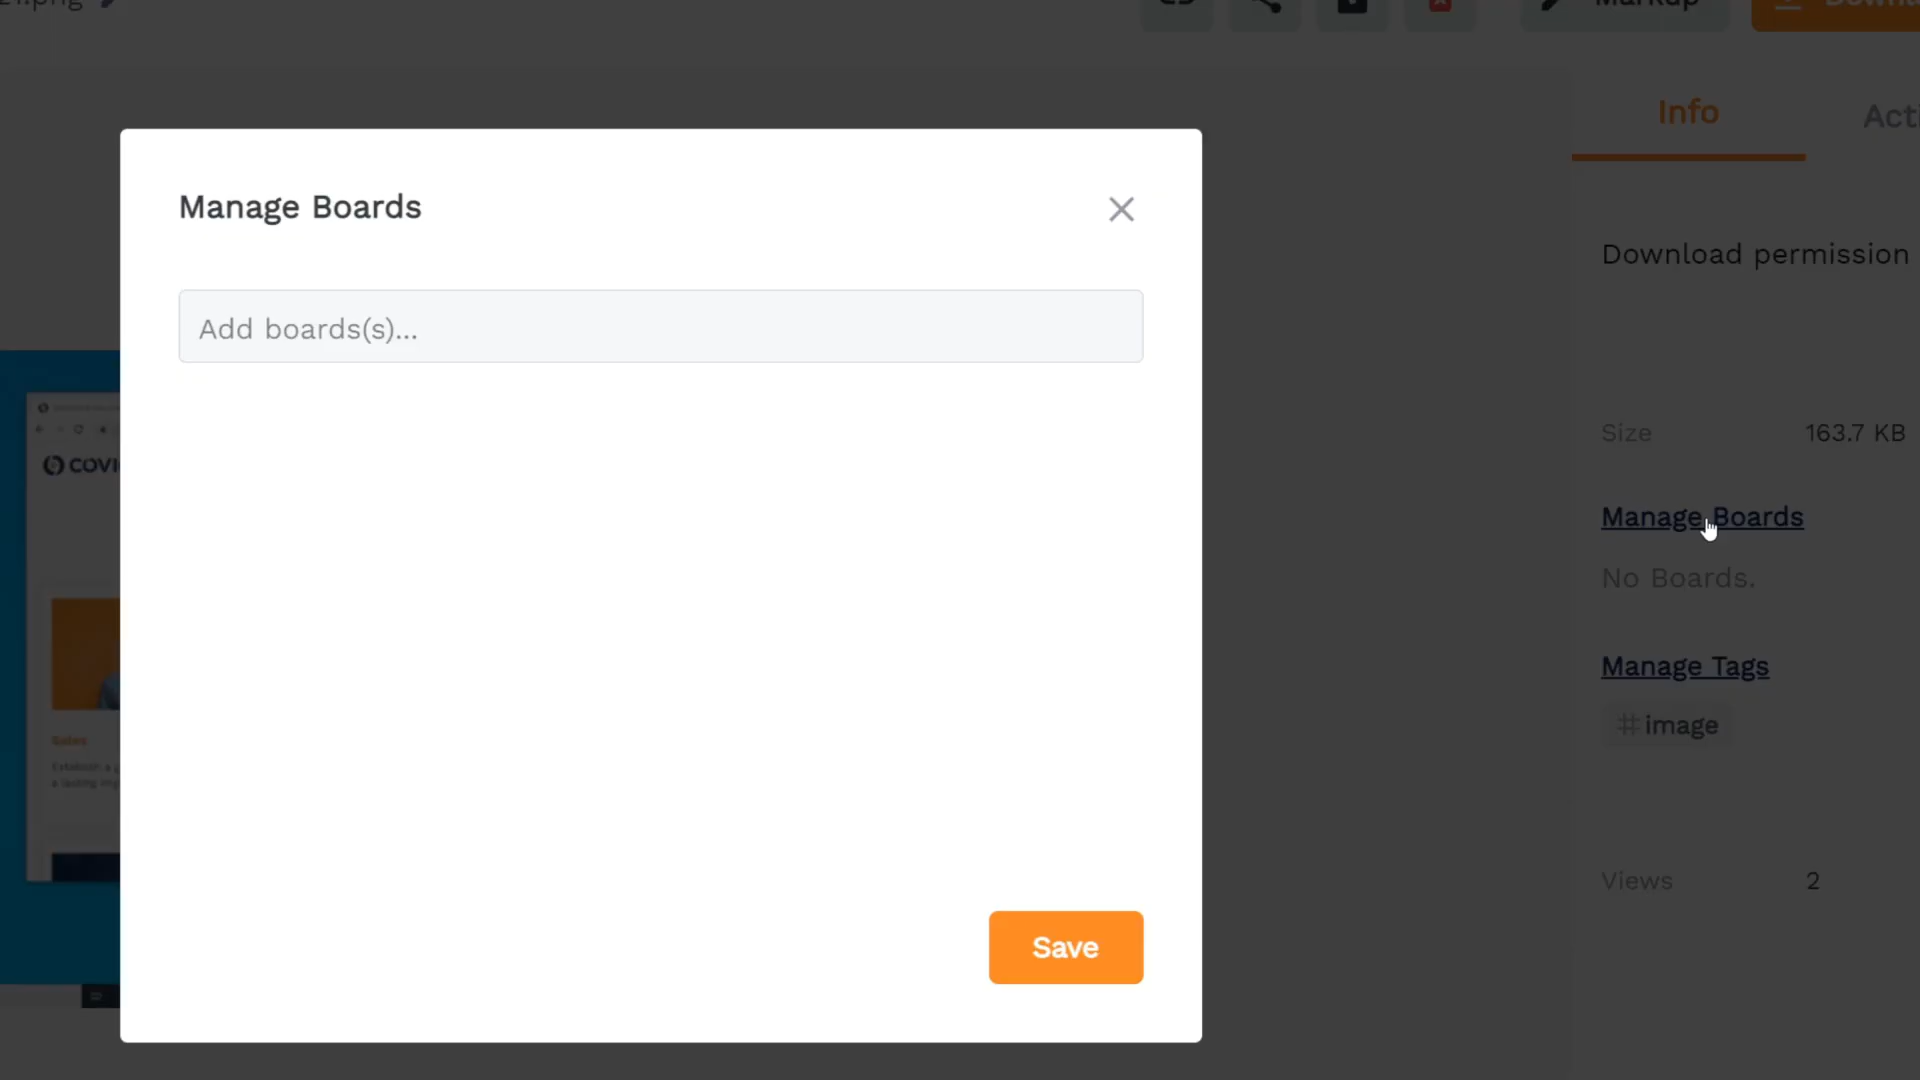 Info
Manage Boards
Download permission
Add boards(s)...
Size 163.7 KB
Manage Boards
No Boards.
Manage Tags
#image
Sales
Views 2
Save